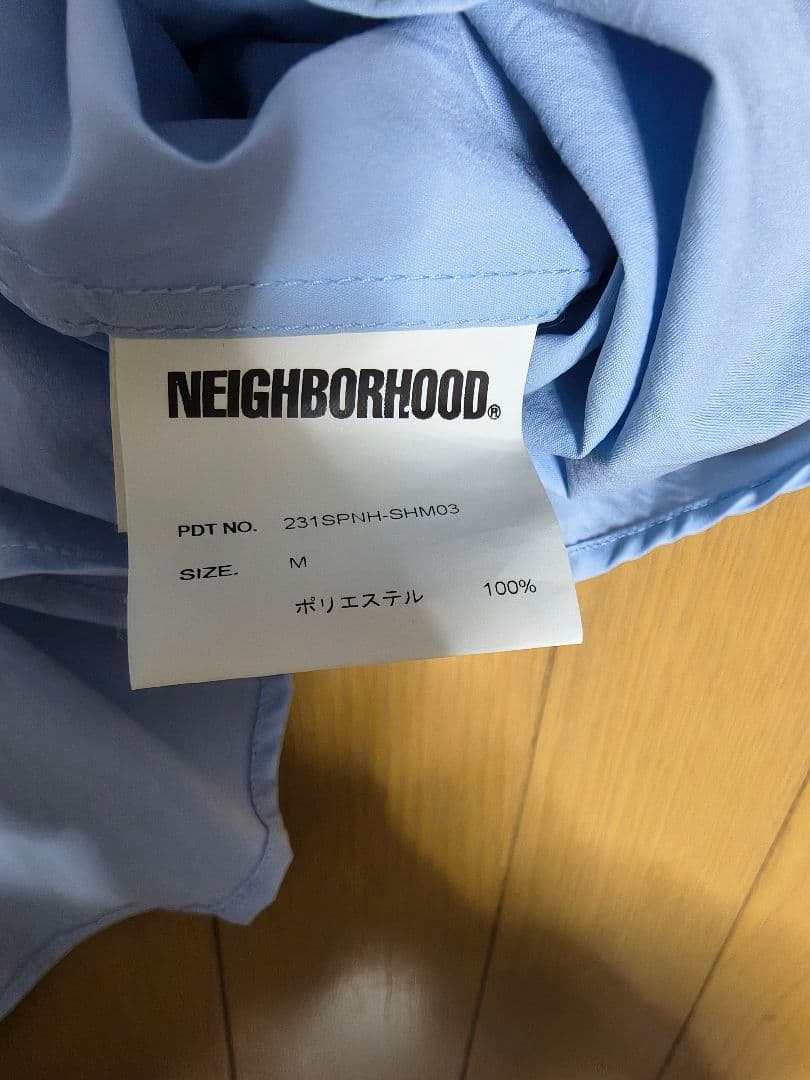 NEIGHBORHOOD®
PDT NO. 231SPNH-SHM03
SIZE. M
ポリエステル 100%